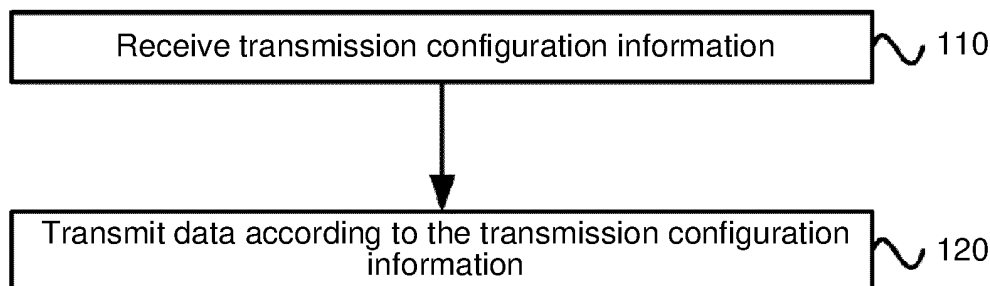 Receive transmission configuration information
110
Transmit data according to the transmission configuration
information
120